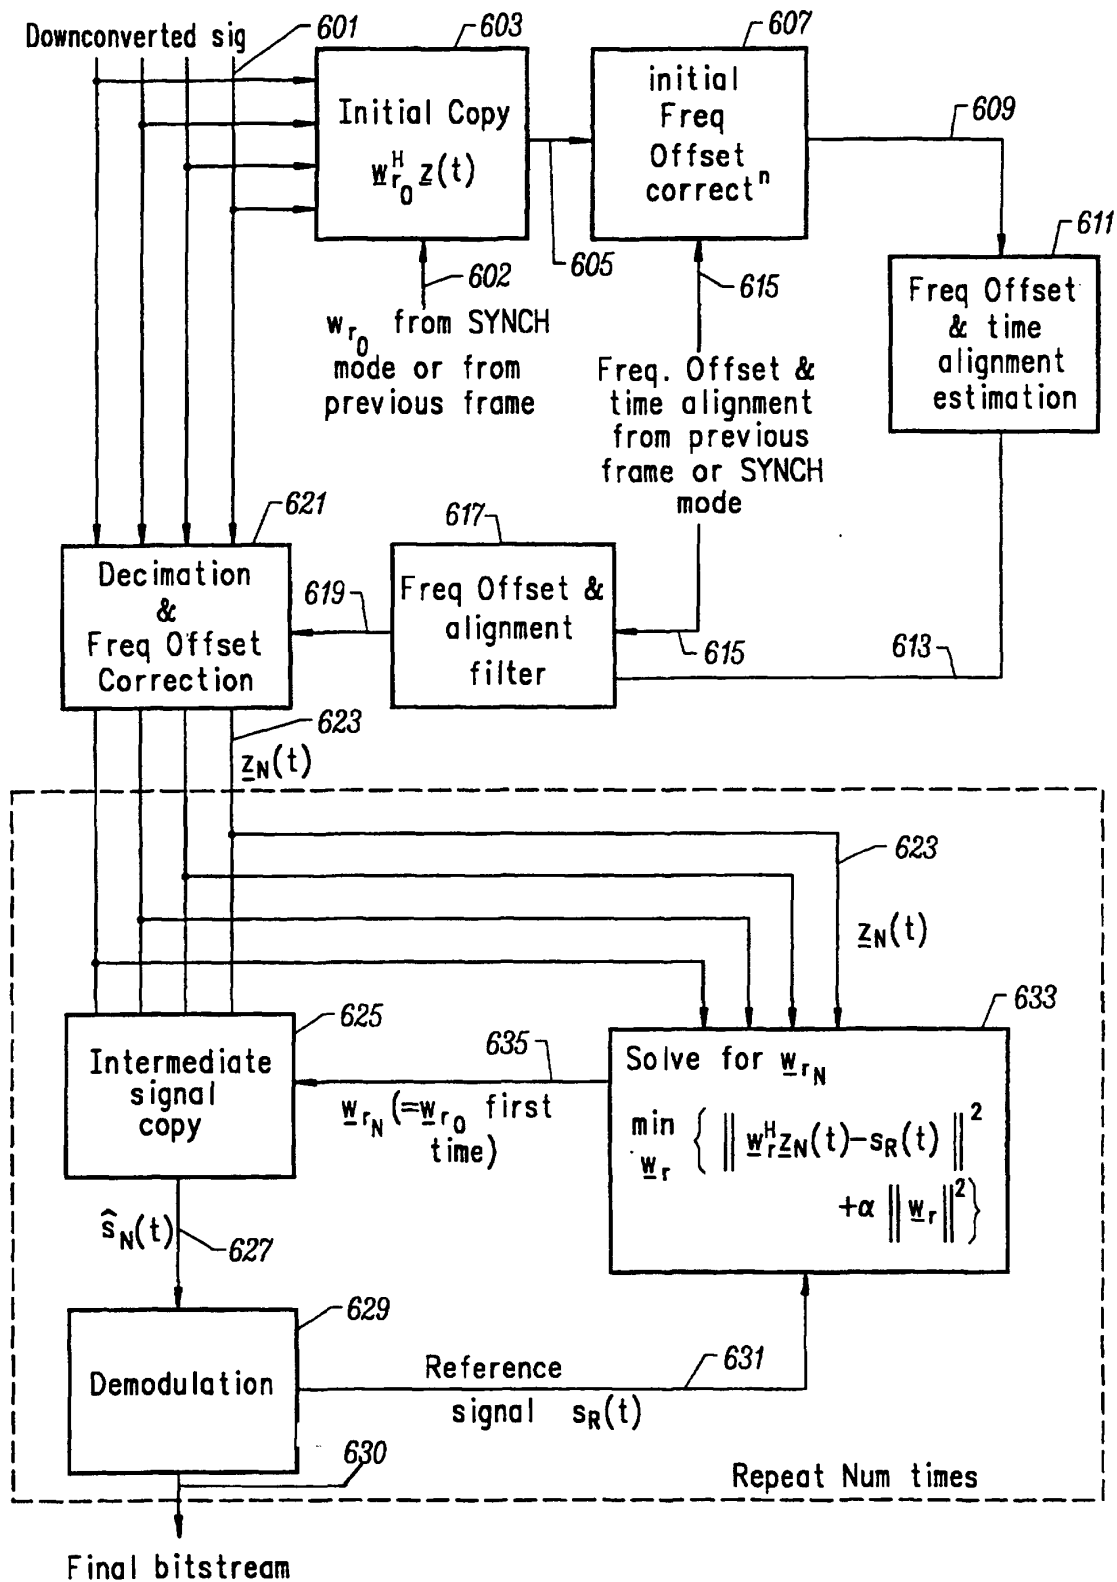 Downconverted sig
601
603
607
Initial Copy
w_r0^H z(t)
initial
Freq
Offset
correct^n
609
611
602
605
615
w_r0 from SYNCH
mode or from
previous frame
Freq. Offset &
time alignment
from previous
frame or SYNCH
mode
Freq Offset
& time
alignment
estimation
621
Decimation
&
Freq Offset
Correction
619
617
Freq Offset &
alignment
filter
615
613
623
z_N(t)
623
z_N(t)
625
Intermediate
signal
copy
635
w_rN (=w_r0 first
time)
633
Solve for w_rN
min w_r { || w_r^H z_N(t)-s_R(t) ||^2
+α || w_r ||^2 }
ŝ_N(t)
627
629
Demodulation
Reference
signal s_R(t)
631
630
Repeat Num times
Final bitstream